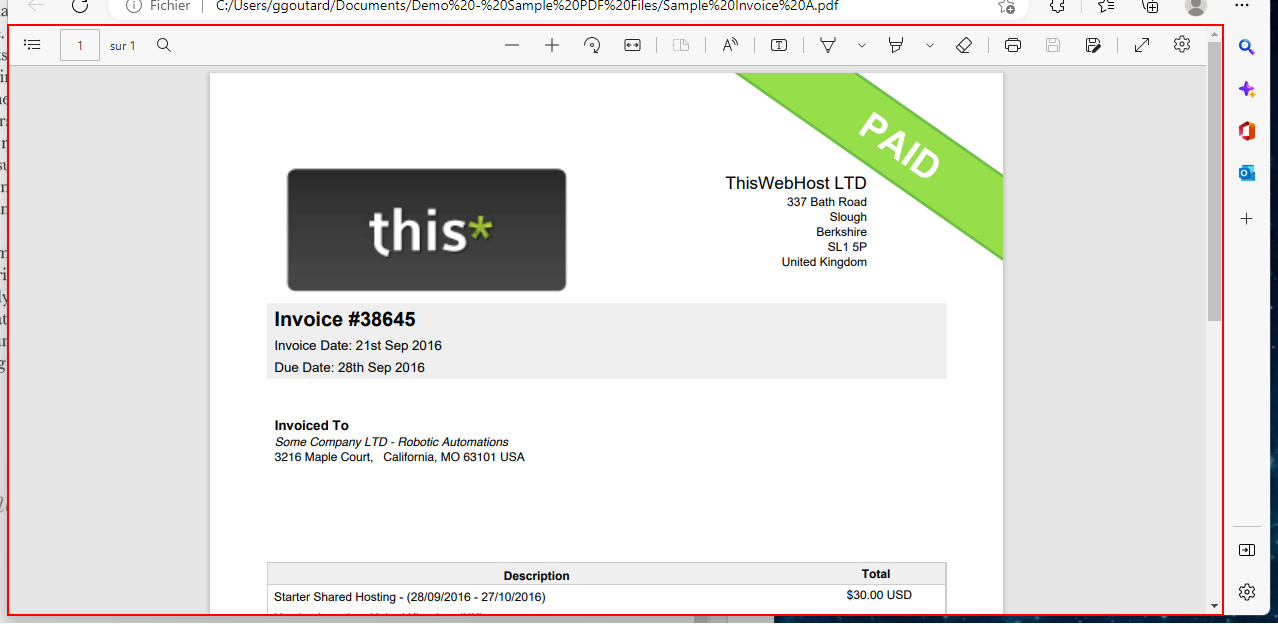 Fichier
C:/Users/ggoutard/Documents/Demo%20-%20Sample%20PDF%20Files/Sample%20Invoice%20A.pdf
1 sur 1
PAID
this*
ThisWebHost LTD
337 Bath Road
Slough
Berkshire
SL1 5P
United Kingdom
Invoice #38645
Invoice Date: 21st Sep 2016
Due Date: 28th Sep 2016
Invoiced To
Some Company LTD - Robotic Automations
3216 Maple Court, California, MO 63101 USA
Description Total
Starter Shared Hosting - (28/09/2016 - 27/10/2016) $30.00 USD